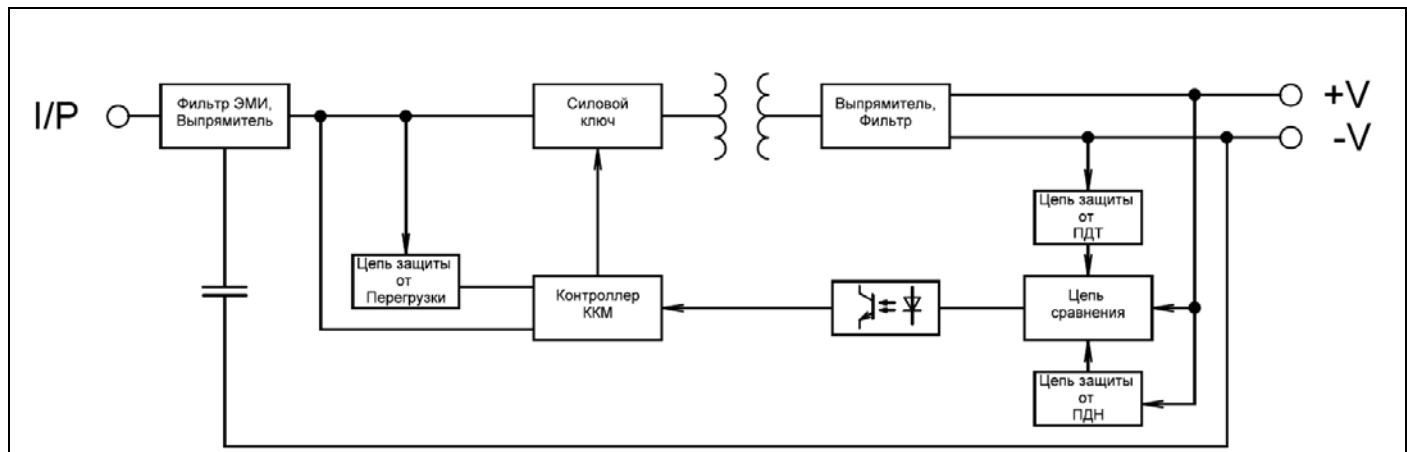 I/P
Фильтр ЭМИ,
Выпрямитель
Силовой
ключ
Выпрямитель,
Фильтр
+V
-V
Цепь защиты
от
ПДТ
Цепь защиты
от
Перегрузки
Контроллер
ККМ
Цепь
сравнения
Цепь защиты
от
ПДН